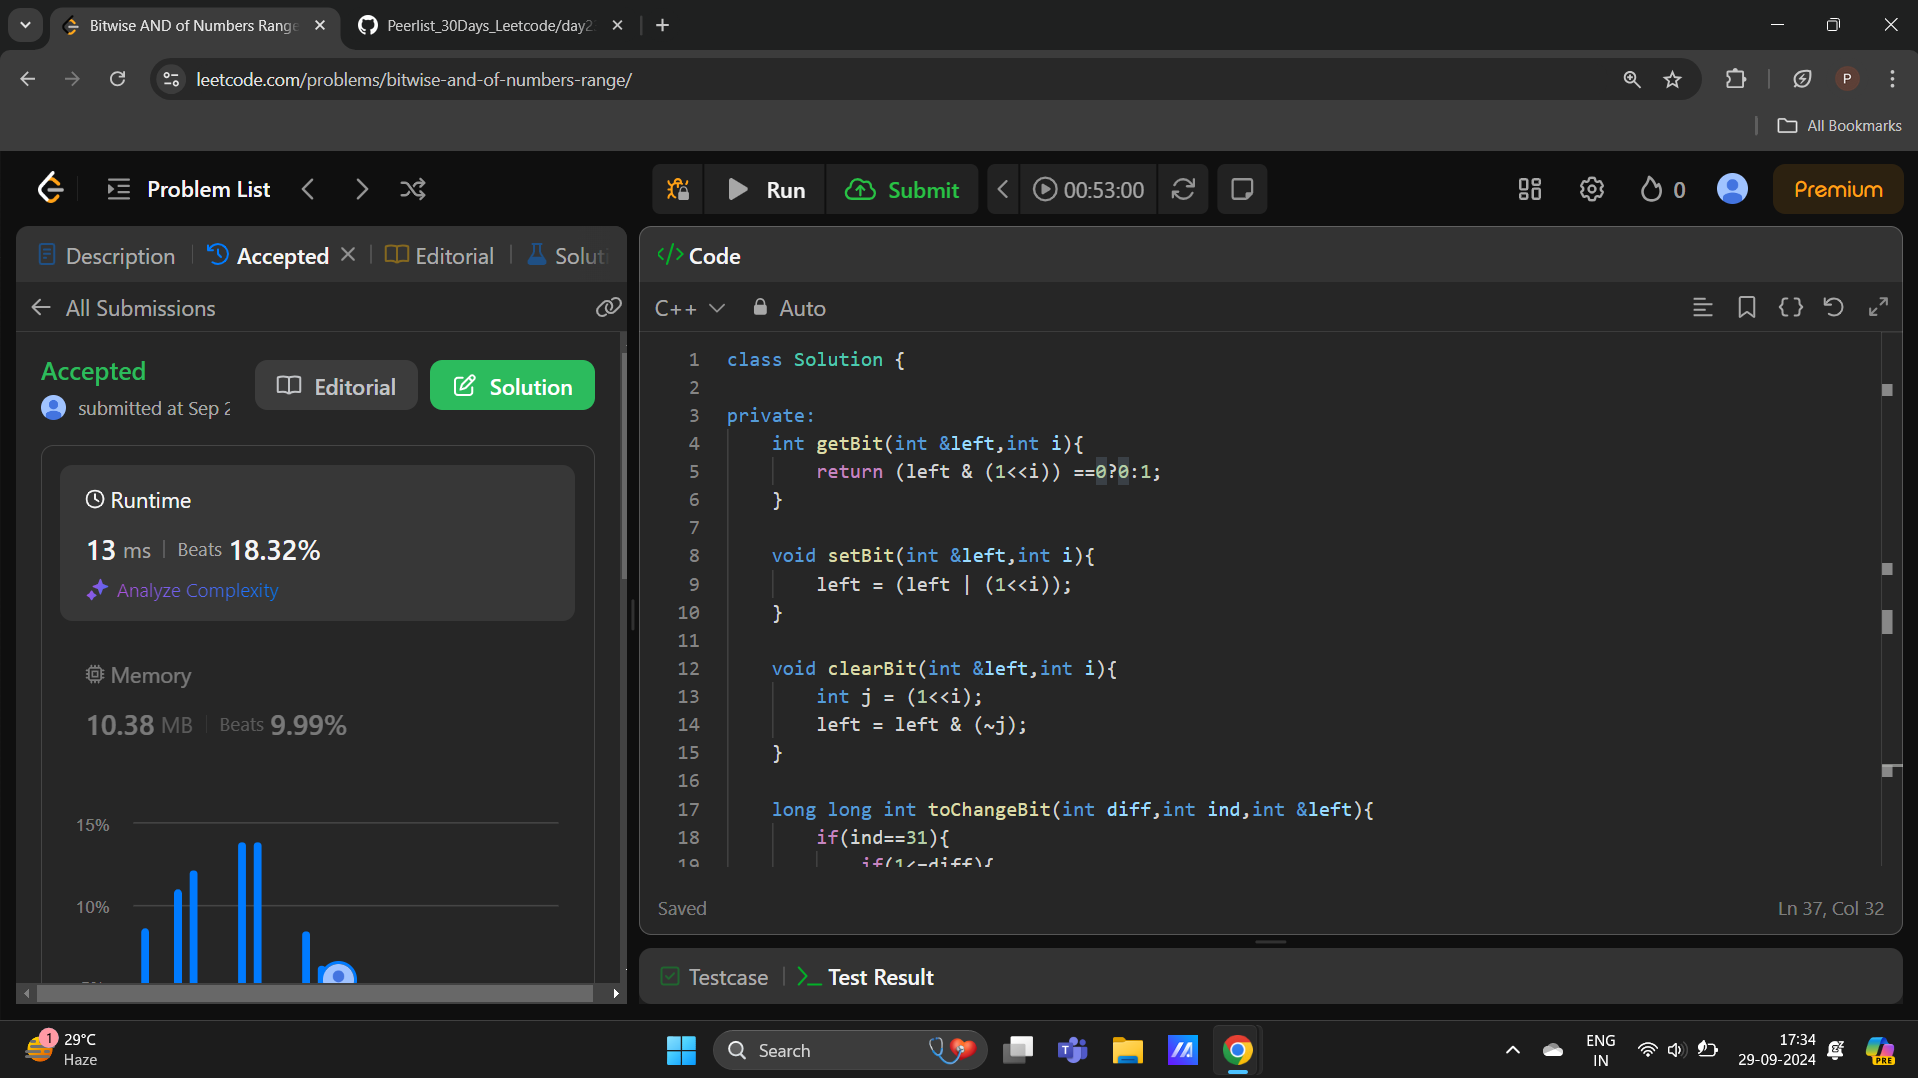 Bitwise AND of Numbers Range
Peerlist_30Days_Leetcode/day2
leetcode.com/problems/bitwise-and-of-numbers-range/
P
All Bookmarks
Problem List
Run
Submit
00:53:00
0
Premium
Description
Accepted
Editorial
Soluti
</> Code
All Submissions
C++
Auto
Accepted
submitted at Sep 2
Editorial
Solution
Runtime
13 ms | Beats 18.32%
Analyze Complexity
Memory
10.38 MB | Beats 9.99%
15%
10%
1 class Solution {
2
3 private:
4 int getBit(int &left,int i){
5 return (left & (1<<i)) ==0?0:1;
6 }
7
8 void setBit(int &left,int i){
9 left = (left | (1<<i));
10 }
11
12 void clearBit(int &left,int i){
13 int j = (1<<i);
14 left = left & (~j);
15 }
16
17 long long int toChangeBit(int diff,int ind,int &left){
18 if(ind==31){
19 if(1<=diff){
Saved
Ln 37, Col 32
Testcase
Test Result
1
29°C
Haze
Search
ENG
IN
17:34
29-09-2024
PRE